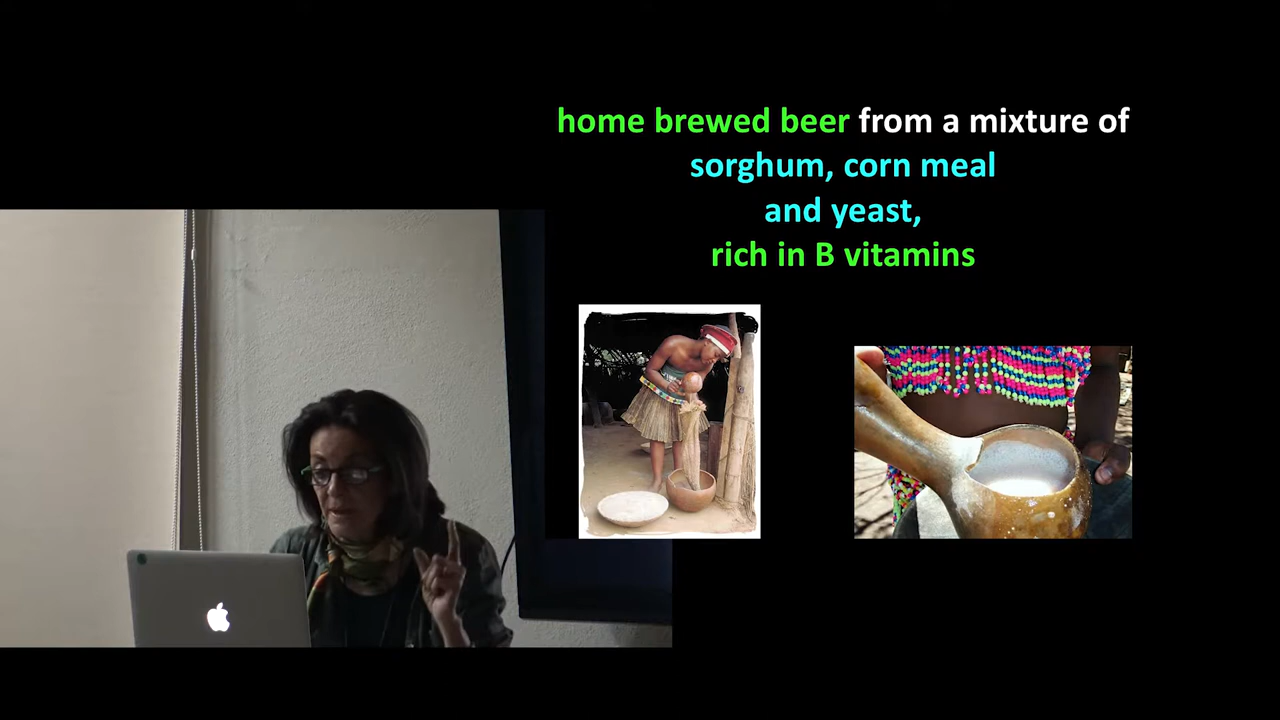 home brewed beer from a mixture of
sorghum, corn meal
and yeast,
rich in B vitamins